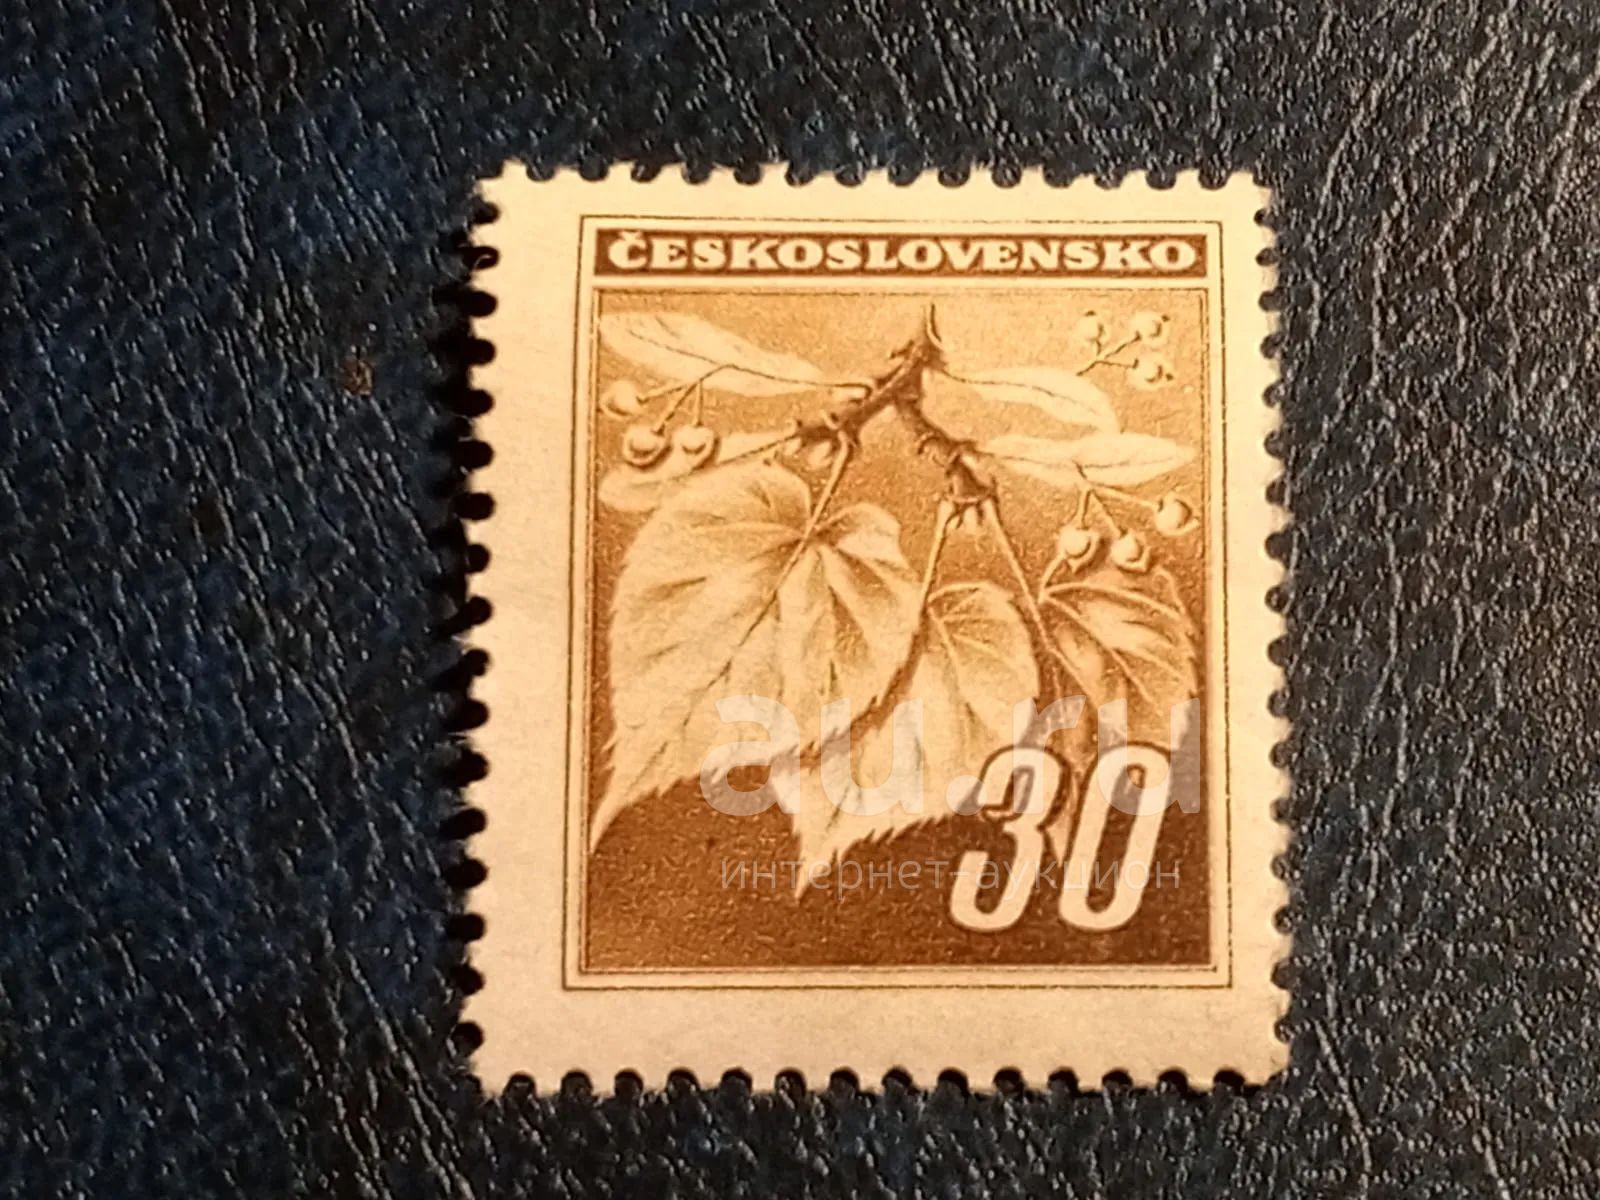 ČESKOSLOVENSKO
au.ru
30
интернет-аукцион